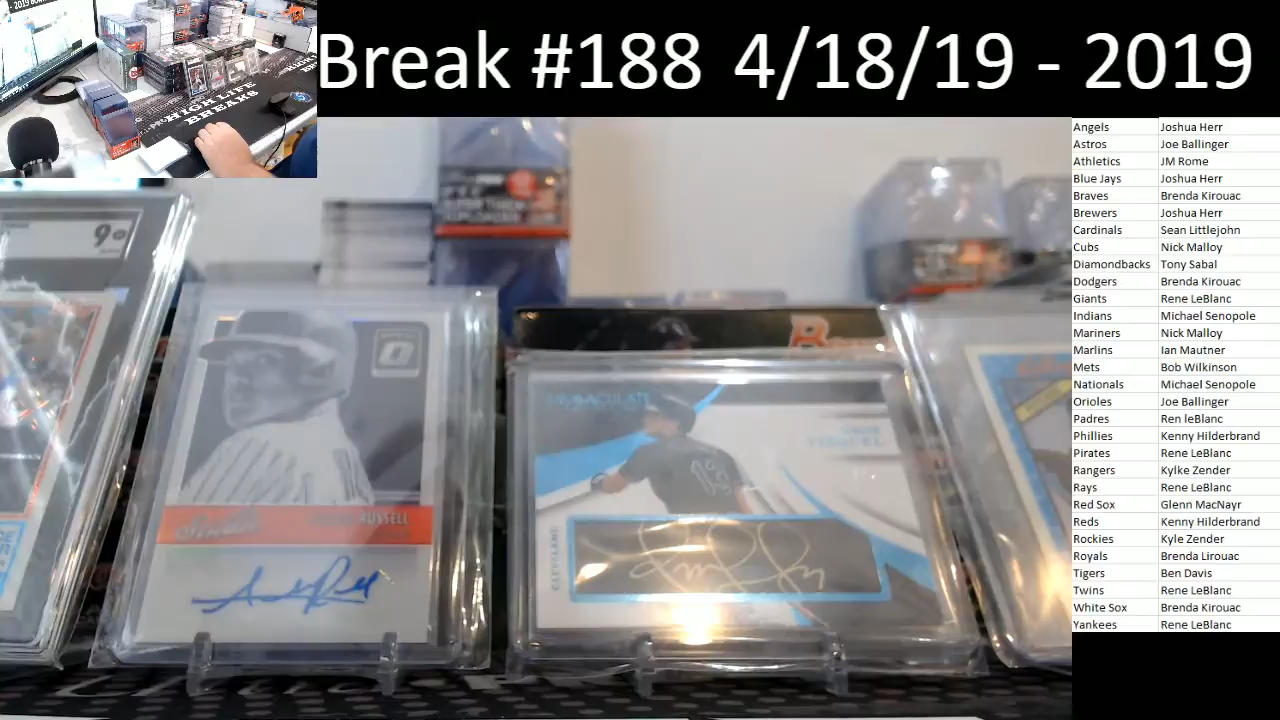 Break #188 4/18/19 - 2019
HIGH LIFE
BREAKS
Angels Joshua Herr
Astros Joe Ballinger
Athletics JM Rome
Blue Jays Joshua Herr
Braves Brenda Kirouac
Brewers Joshua Herr
Cardinals Sean Littlejohn
Cubs Nick Malloy
Diamondbacks Tony Sabal
Dodgers Brenda Kirouac
Giants Rene LeBlanc
Indians Michael Senopole
Mariners Nick Malloy
Marlins Ian Mautner
Mets Bob Wilkinson
Nationals Michael Senopole
Orioles Joe Ballinger
Padres Ren leBlanc
Phillies Kenny Hilderbrand
Pirates Rene LeBlanc
Rangers Kylke Zender
Rays Rene LeBlanc
Red Sox Glenn MacNayr
Reds Kenny Hilderbrand
Rockies Kyle Zender
Royals Brenda Lirouac
Tigers Ben Davis
Twins Rene LeBlanc
White Sox Brenda Kirouac
Yankees Rene LeBlanc
9
RUSSELL
IMMACULATE
VIZQUEL
CLEVELAND